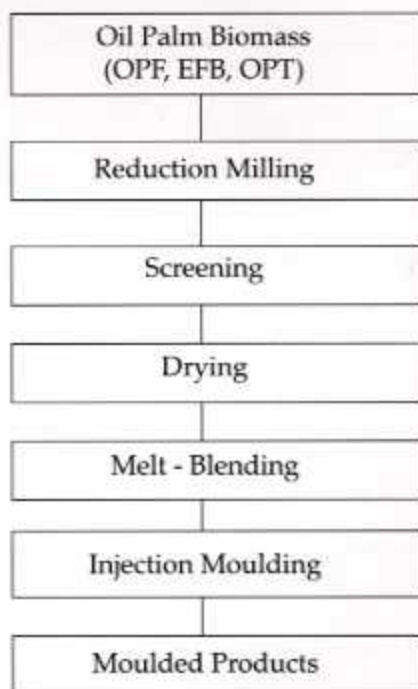 Oil Palm Biomass
(OPF, EFB, OPT)
Reduction Milling
Screening
Drying
Melt - Blending
Injection Moulding
Moulded Products